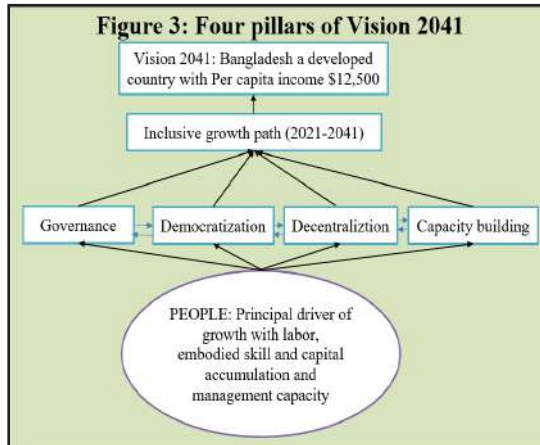 Figure 3: Four pillars of Vision 2041
Vision 2041: Bangladesh a developed
country with Per capita income $12,500
Inclusive growth path (2021-2041)
Governance
Democratization
Decentraliztion
Capacity building
PEOPLE: Principal driver of
growth with labor,
embodied skill and capital
accumulation and
management capacity